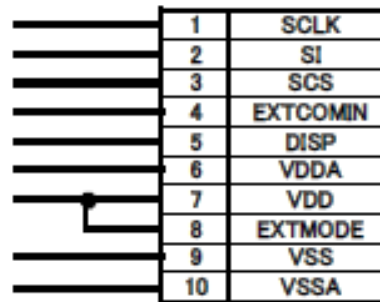 1 SCLK
2 SI
3 SCS
4 EXTCOMIN
5 DISP
6 VDDA
7 VDD
8 EXTMODE
9 VSS
10 VSSA